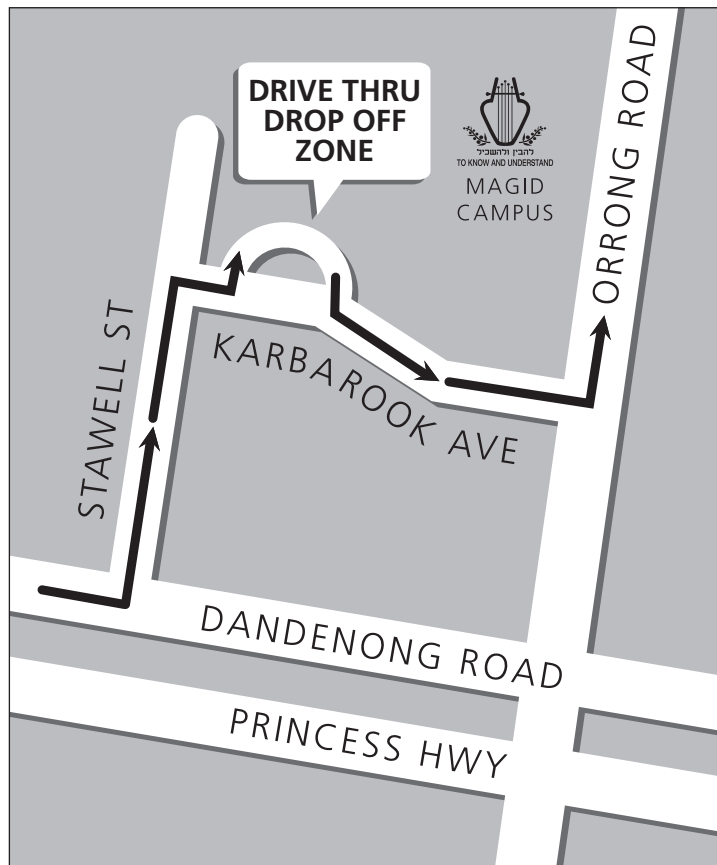 DRIVE THRU
DROP OFF
ZONE
להבין ולהשכיל
TO KNOW AND UNDERSTAND
MAGID
CAMPUS
ORRONG ROAD
STAWELL ST
KARBAROOK AVE
DANDENONG ROAD
PRINCESS HWY